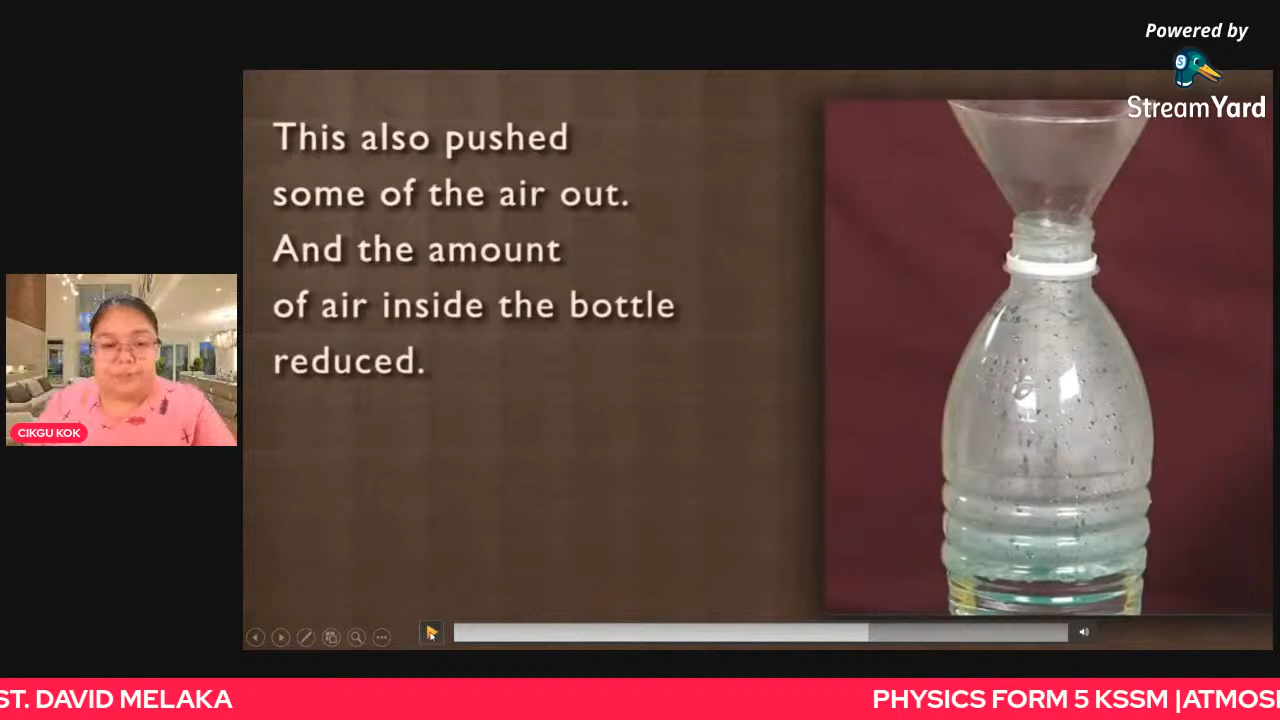 Powered by
StreamYard
This also pushed
some of the air out.
And the amount
of air inside the bottle
reduced.
CIKGU KOK
ST. DAVID MELAKA
PHYSICS FORM 5 KSSM |ATMOS